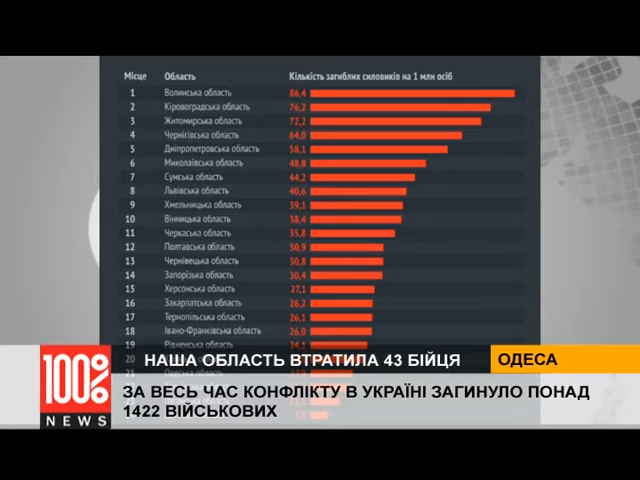 Місце Область Кількість загиблих силовиків на 1 млн осіб
1 Волинська область 86,4
2 Кіровоградська область 76,2
3 Житомирська область 72,2
4 Чернігівська область 64,0
5 Дніпропетровська область 58,1
6 Миколаївська область 48,8
7 Сумська область 44,2
8 Львівська область 40,6
9 Хмельницька область 39,1
10 Вінницька область 38,4
11 Черкаська область 35,8
12 Полтавська область 30,9
13 Чернівецька область 30,8
14 Запорізька область 30,4
15 Херсонська область 27,1
16 Закарпатська область 26,2
17 Тернопільська область 26,1
18 Івано-Франківська область 26,0
19 Рівненська область 24,1
20
21 Одеська область
100%
NEWS
НАША ОБЛАСТЬ ВТРАТИЛА 43 БІЙЦЯ
ОДЕСА
ЗА ВЕСЬ ЧАС КОНФЛІКТУ В УКРАЇНІ ЗАГИНУЛО ПОНАД
1422 ВІЙСЬКОВИХ